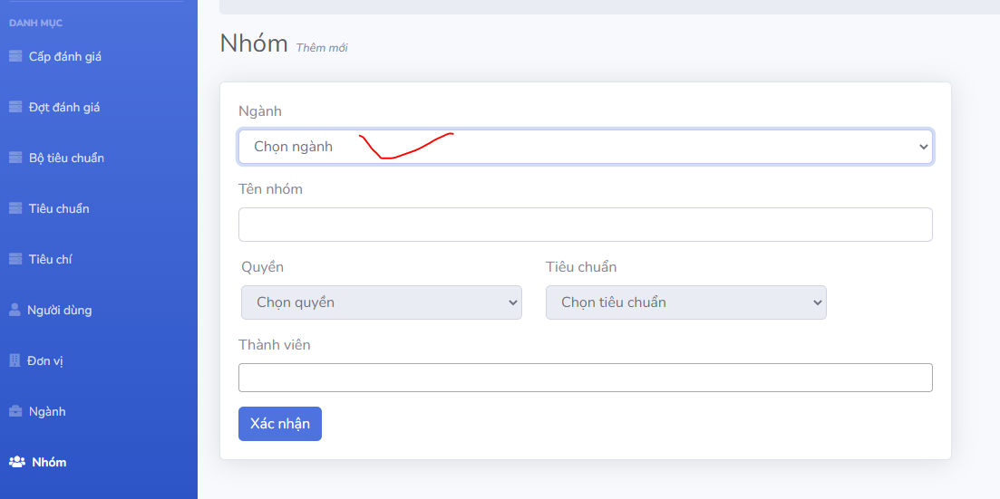 DANH MỤC
Cấp đánh giá
Đợt đánh giá
Bộ tiêu chuẩn
Tiêu chuẩn
Tiêu chí
Người dùng
Đơn vị
Ngành
Nhóm
Nhóm Thêm mới
Ngành
Chọn ngành
Tên nhóm
Quyền Tiêu chuẩn
Chọn quyền Chọn tiêu chuẩn
Thành viên
Xác nhận